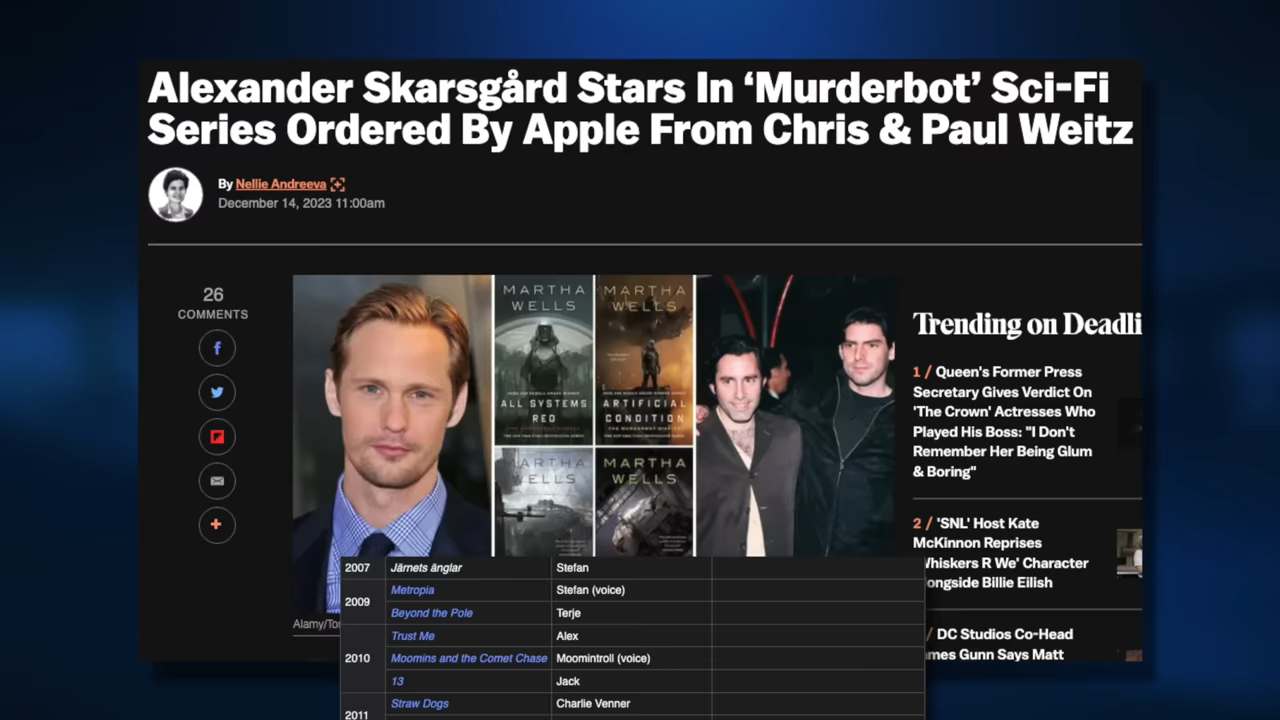 Alexander Skarsgård Stars In ‘Murderbot’ Sci-Fi
Series Ordered By Apple From Chris & Paul Weitz
By Nellie Andreeva
December 14, 2023 11:00am
26
COMMENTS
MARTHA
WELLS
ALL SYSTEMS
RED
MARTHA
WELLS
ARTIFICIAL
CONDITION
THE MURDERBOT DIARIES
MARTHA
WELLS
MARTHA
WELLS
Trending on Deadli
1 / Queen's Former Press
Secretary Gives Verdict On
'The Crown' Actresses Who
Played His Boss: "I Don't
Remember Her Being Glum
& Boring"
2 / 'SNL' Host Kate
McKinnon Reprises
Whiskers R We' Character
ongside Billie Eilish
/ DC Studios Co-Head
mes Gunn Says Matt
Alamy/To
2007 Järnets änglar Stefan
2009 Metropia Stefan (voice)
Beyond the Pole Terje
2010 Trust Me Alex
Moomins and the Comet Chase Moomintroll (voice)
13 Jack
2011 Straw Dogs Charlie Venner